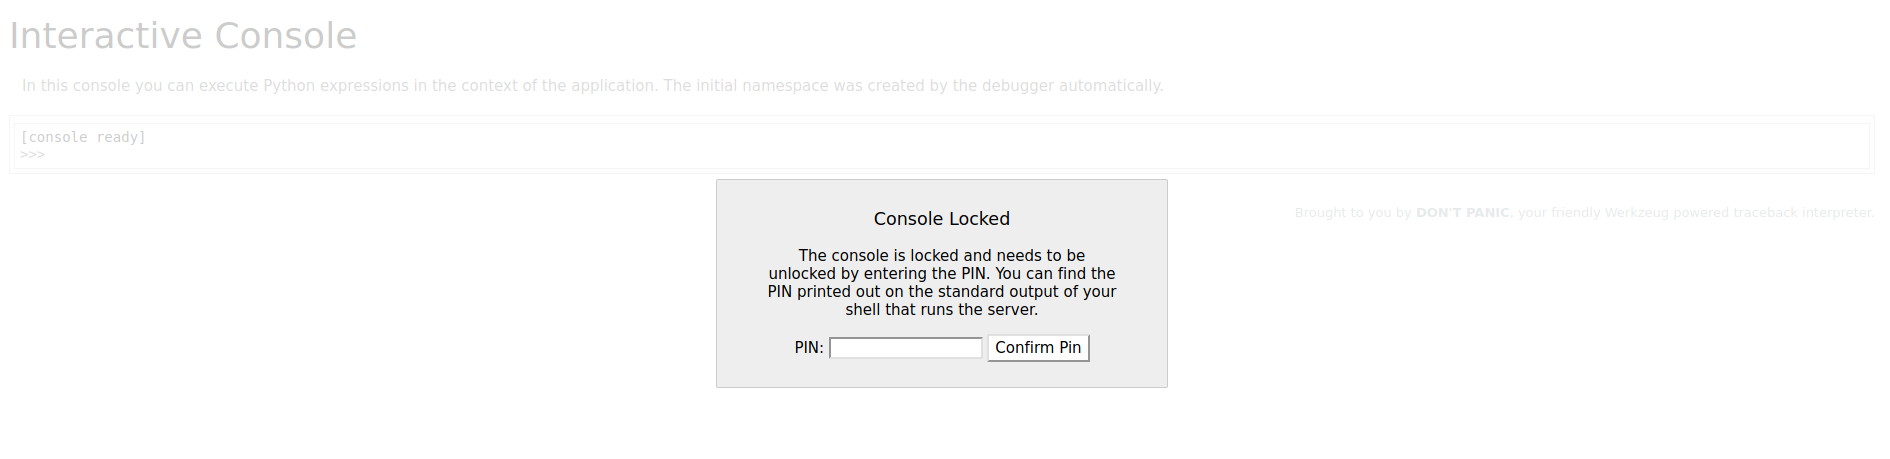 Interactive Console
In this console you can execute Python expressions in the context of the application. The initial namespace was created by the debugger automatically.
[console ready]
>>>
Console Locked
The console is locked and needs to be
unlocked by entering the PIN. You can find the
PIN printed out on the standard output of your
shell that runs the server.
PIN: Confirm Pin
Brought to you by DON'T PANIC, your friendly Werkzeug powered traceback interpreter.